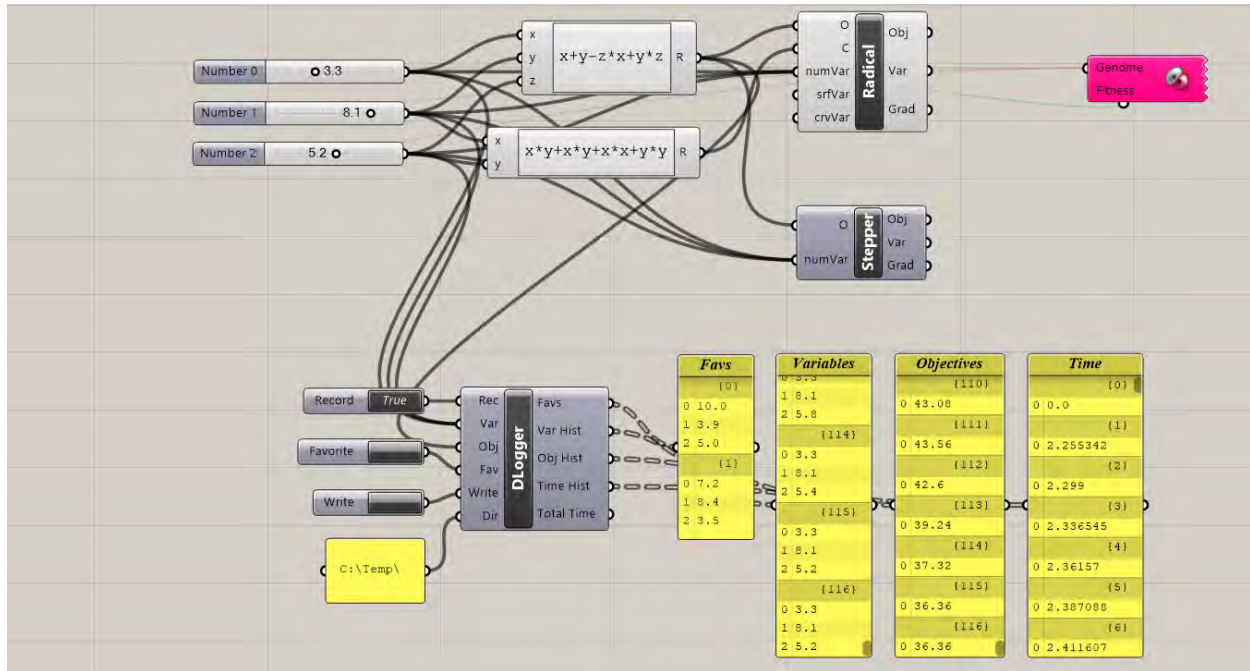 Number 0 3.3
Number 1 8.1
Number 2 5.2
x
y
z
x+y-z*x+y*z
R
x
y
x*y+x*y+x*x+y*y
R
O
C
numVar
srfVar
crvVar
Radical
Obj
Var
Grad
Genome
Fitness
O
numVar
Stepper
Obj
Var
Grad
Record True
Favorite
Write
C:\Temp\
Rec
Var
Obj
Fav
Write
Dir
DLogger
Favs
Var Hist
Obj Hist
Time Hist
Total Time
Favs
{0}
0 10.0
1 3.9
2 5.0
{1}
0 7.2
1 8.4
2 3.5
Variables
0 3.3
1 8.1
2 5.8
{114}
0 3.3
1 8.1
2 5.4
{115}
0 3.3
1 8.1
2 5.2
{116}
0 3.3
1 8.1
2 5.2
Objectives
{110}
0 43.08
{111}
0 43.56
{112}
0 42.6
{113}
0 39.24
{114}
0 37.32
{115}
0 36.36
{116}
0 36.36
Time
{0}
0 0.0
{1}
0 2.255342
{2}
0 2.299
{3}
0 2.336545
{4}
0 2.36157
{5}
0 2.387088
{6}
0 2.411607